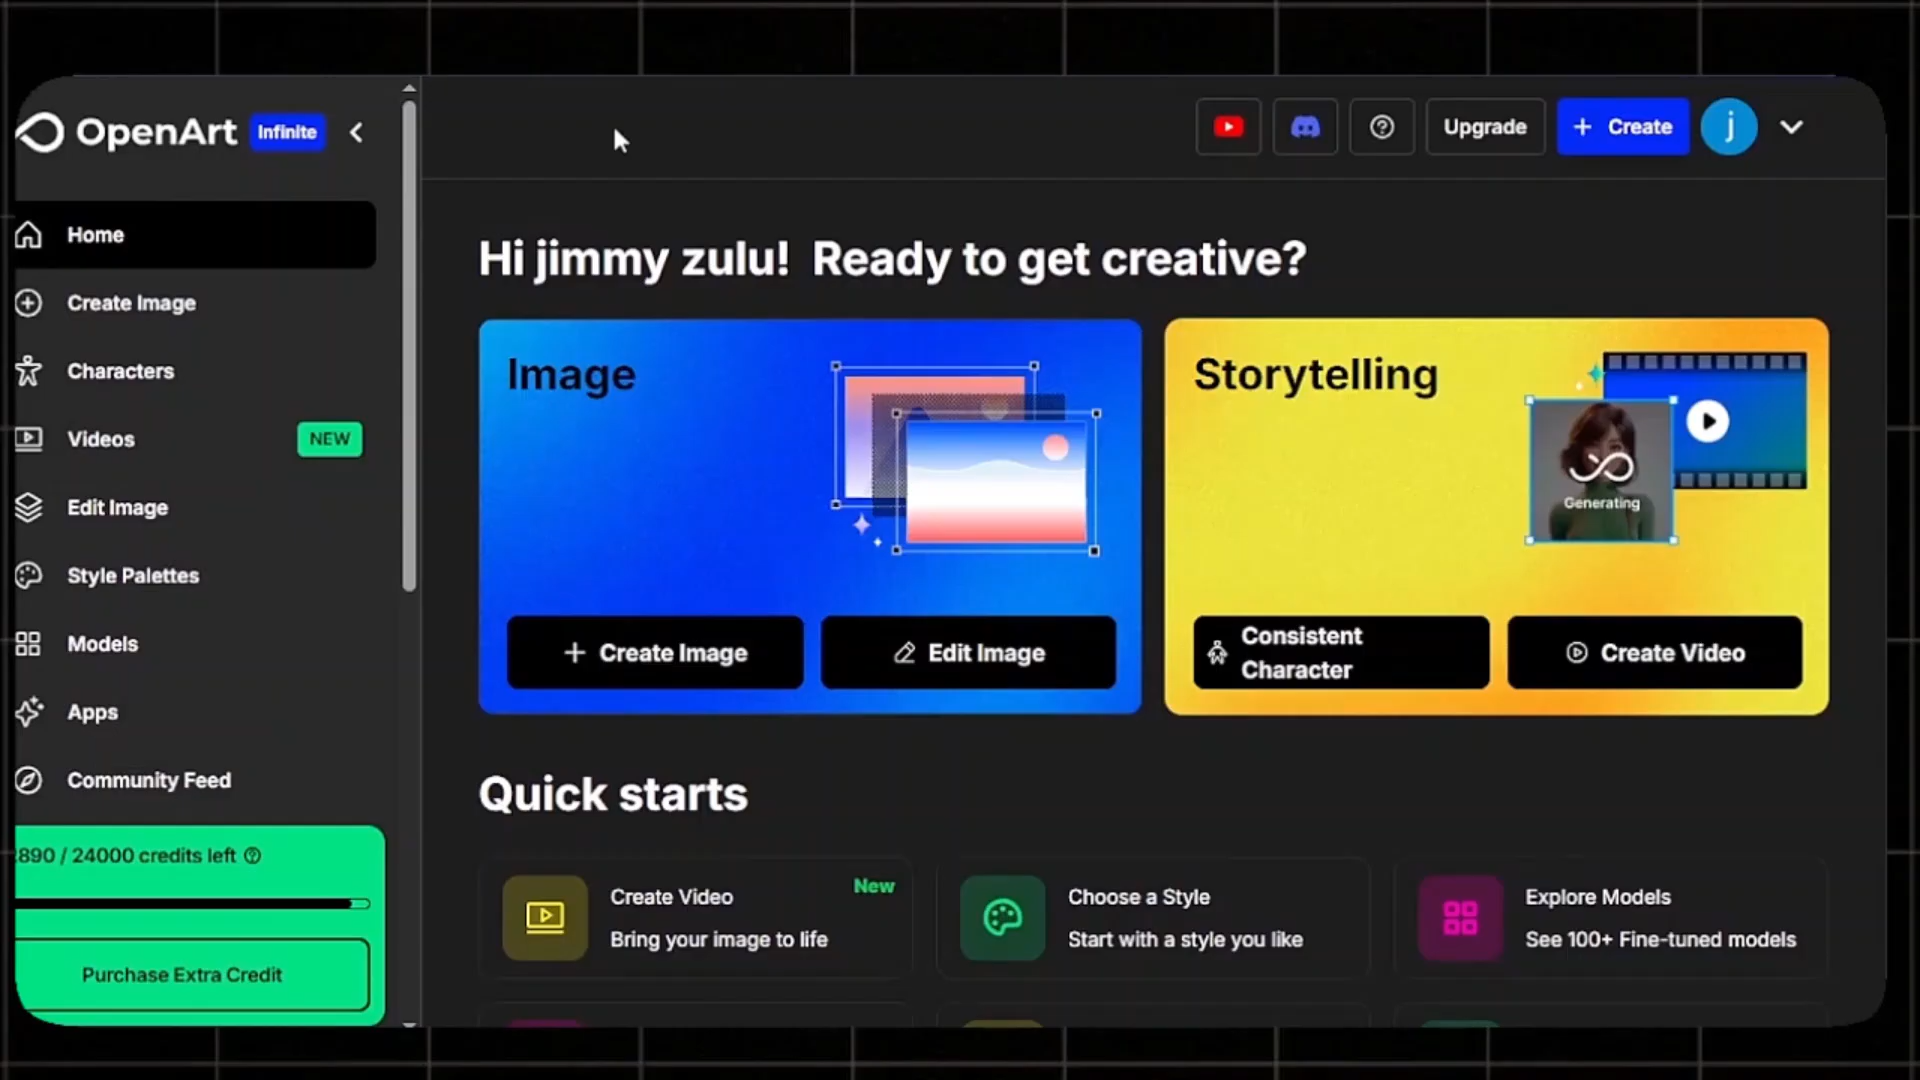 OpenArt Infinite
Upgrade
+ Create
j
Home
Create Image
Characters
Videos NEW
Edit Image
Style Palettes
Models
Apps
Community Feed
890 / 24000 credits left
Purchase Extra Credit
Hi jimmy zulu! Ready to get creative?
Image
+ Create Image
Edit Image
Storytelling
Generating
Consistent
Character
Create Video
Quick starts
Create Video New
Bring your image to life
Choose a Style
Start with a style you like
Explore Models
See 100+ Fine-tuned models